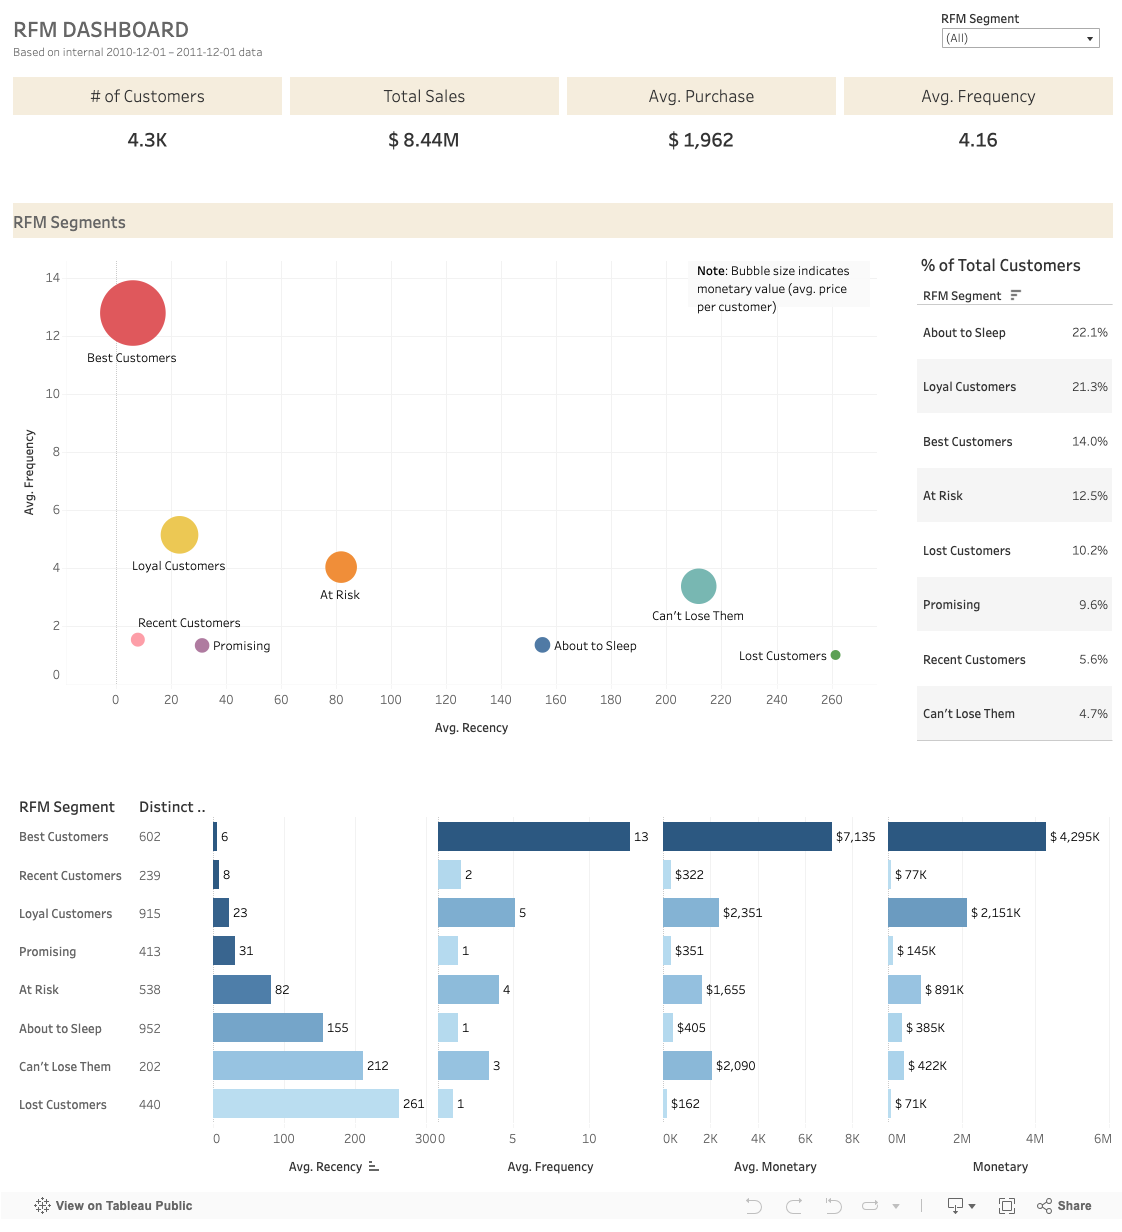 RFM DASHBOARD
Based on internal 2010-12-01 – 2011-12-01 data
RFM Segment
(All)
# of Customers
Total Sales
Avg. Purchase
Avg. Frequency
4.3K
$ 8.44M
$ 1,962
4.16
RFM Segments
Note: Bubble size indicates
monetary value (avg. price
per customer)
14
12
10
8
6
4
2
0
Avg. Frequency
Best Customers
Loyal Customers
At Risk
Can't Lose Them
Recent Customers
Promising
About to Sleep
Lost Customers
0 20 40 60 80 100 120 140 160 180 200 220 240 260
Avg. Recency
% of Total Customers
RFM Segment
About to Sleep 22.1%
Loyal Customers 21.3%
Best Customers 14.0%
At Risk 12.5%
Lost Customers 10.2%
Promising 9.6%
Recent Customers 5.6%
Can't Lose Them 4.7%
RFM Segment Distinct ..
Best Customers 602 6 13 $7,135 $ 4,295K
Recent Customers 239 8 2 $322 $ 77K
Loyal Customers 915 23 5 $2,351 $ 2,151K
Promising 413 31 1 $351 $ 145K
At Risk 538 82 4 $1,655 $ 891K
About to Sleep 952 155 1 $405 $ 385K
Can't Lose Them 202 212 3 $2,090 $ 422K
Lost Customers 440 261 1 $162 $ 71K
0 100 200 300 0 5 10 0K 2K 4K 6K 8K 0M 2M 4M 6M
Avg. Recency Avg. Frequency Avg. Monetary Monetary
View on Tableau Public
Share